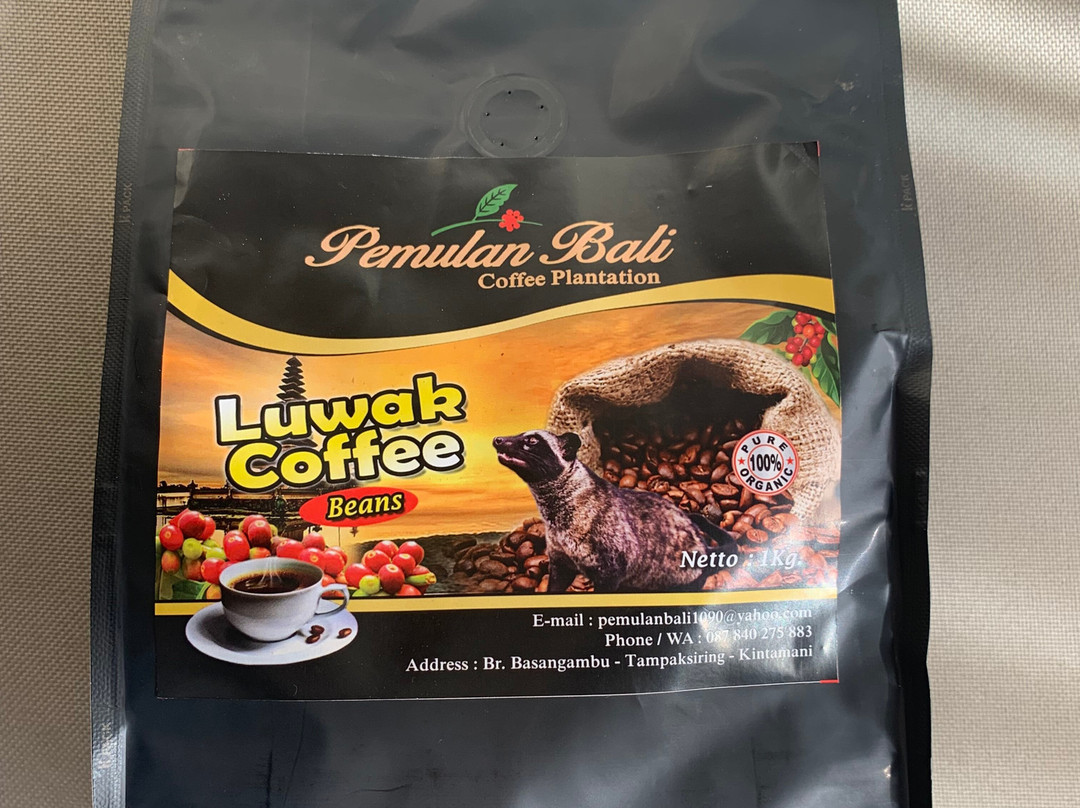 Pemulan Bali
Coffee Plantation
Luwak
Coffee
Beans
PURE
100%
ORGANIC
Netto : 1Kg.
E-mail : pemulanbali1090@yahoo.com
Phone / WA : 087 840 275 883
Address : Br. Basangambu - Tampaksiring - Kintamani